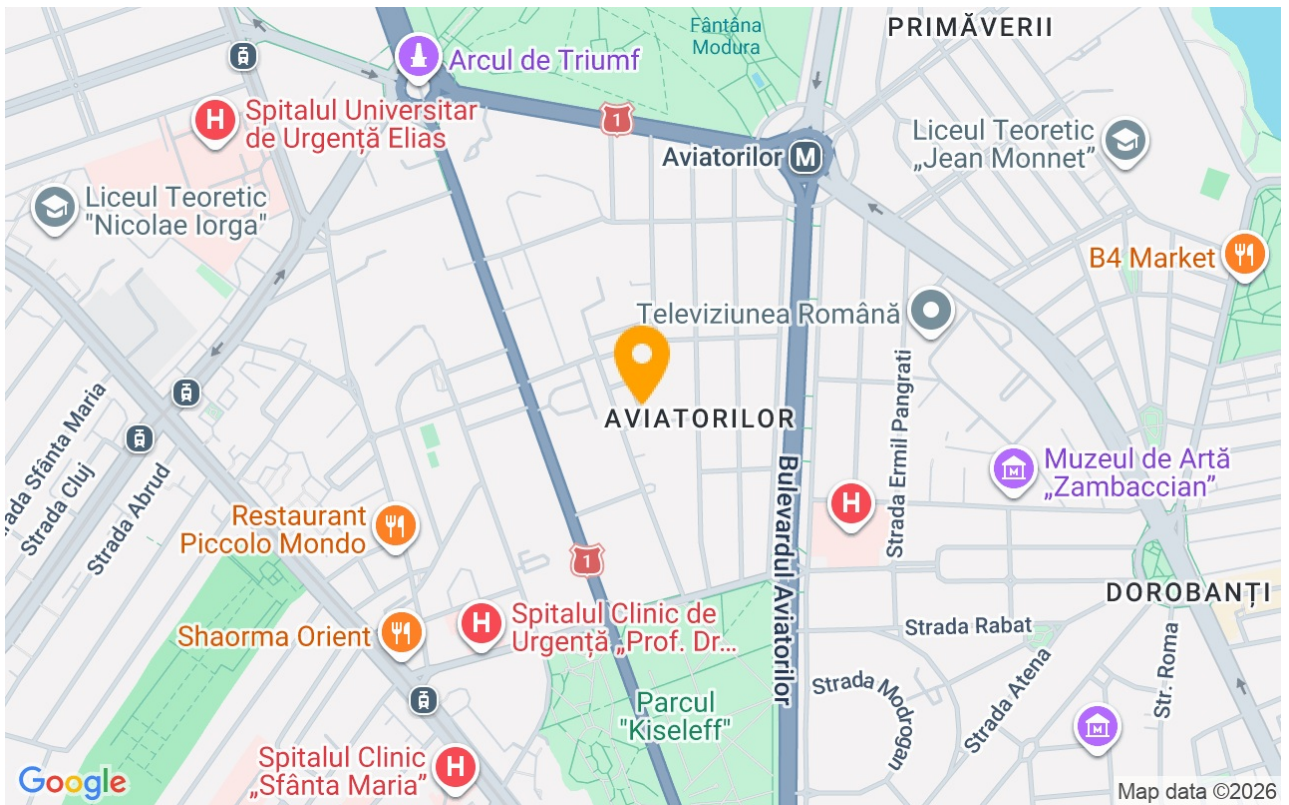 Fântâna
Modura
PRIMĂVERII
Arcul de Triumf
1
Spitalul Universitar
de Urgență Elias
H
Aviatorilor
M
Liceul Teoretic
„Jean Monnet”
Liceul Teoretic
"Nicolae Iorga"
B4 Market
Televiziunea Română
AVIATORILOR
Strada Ermil Pangrati
Bulevardul Aviatorilor
Muzeul de Artă
„Zambaccian”
H
Strada Sfânta Maria
Strada Cluj
Strada Abrud
Restaurant
Piccolo Mondo
1
DOROBANȚI
Shaorma Orient
H
Spitalul Clinic de
Urgență „Prof. Dr...
Strada Rabat
Strada Atena
Str. Roma
Strada Modrogan
Parcul
"Kiseleff"
Spitalul Clinic
„Sfânta Maria”
H
Google
Map data ©2026